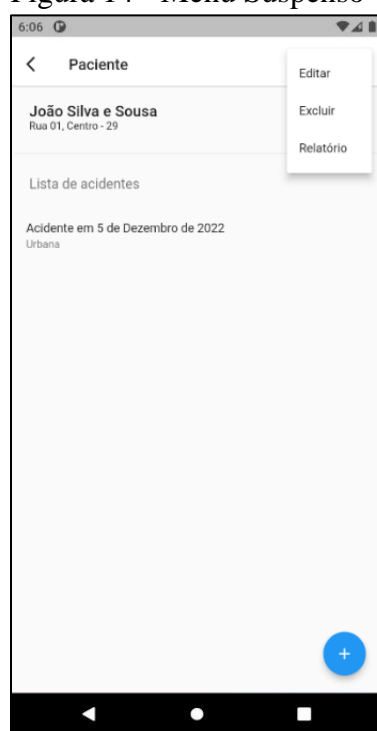 Figura 14 - Menu Suspenso
6:06
Paciente
Editar
Excluir
Relatório
João Silva e Sousa
Rua 01, Centro - 29
Lista de acidentes
Acidente em 5 de Dezembro de 2022
Urbana
+